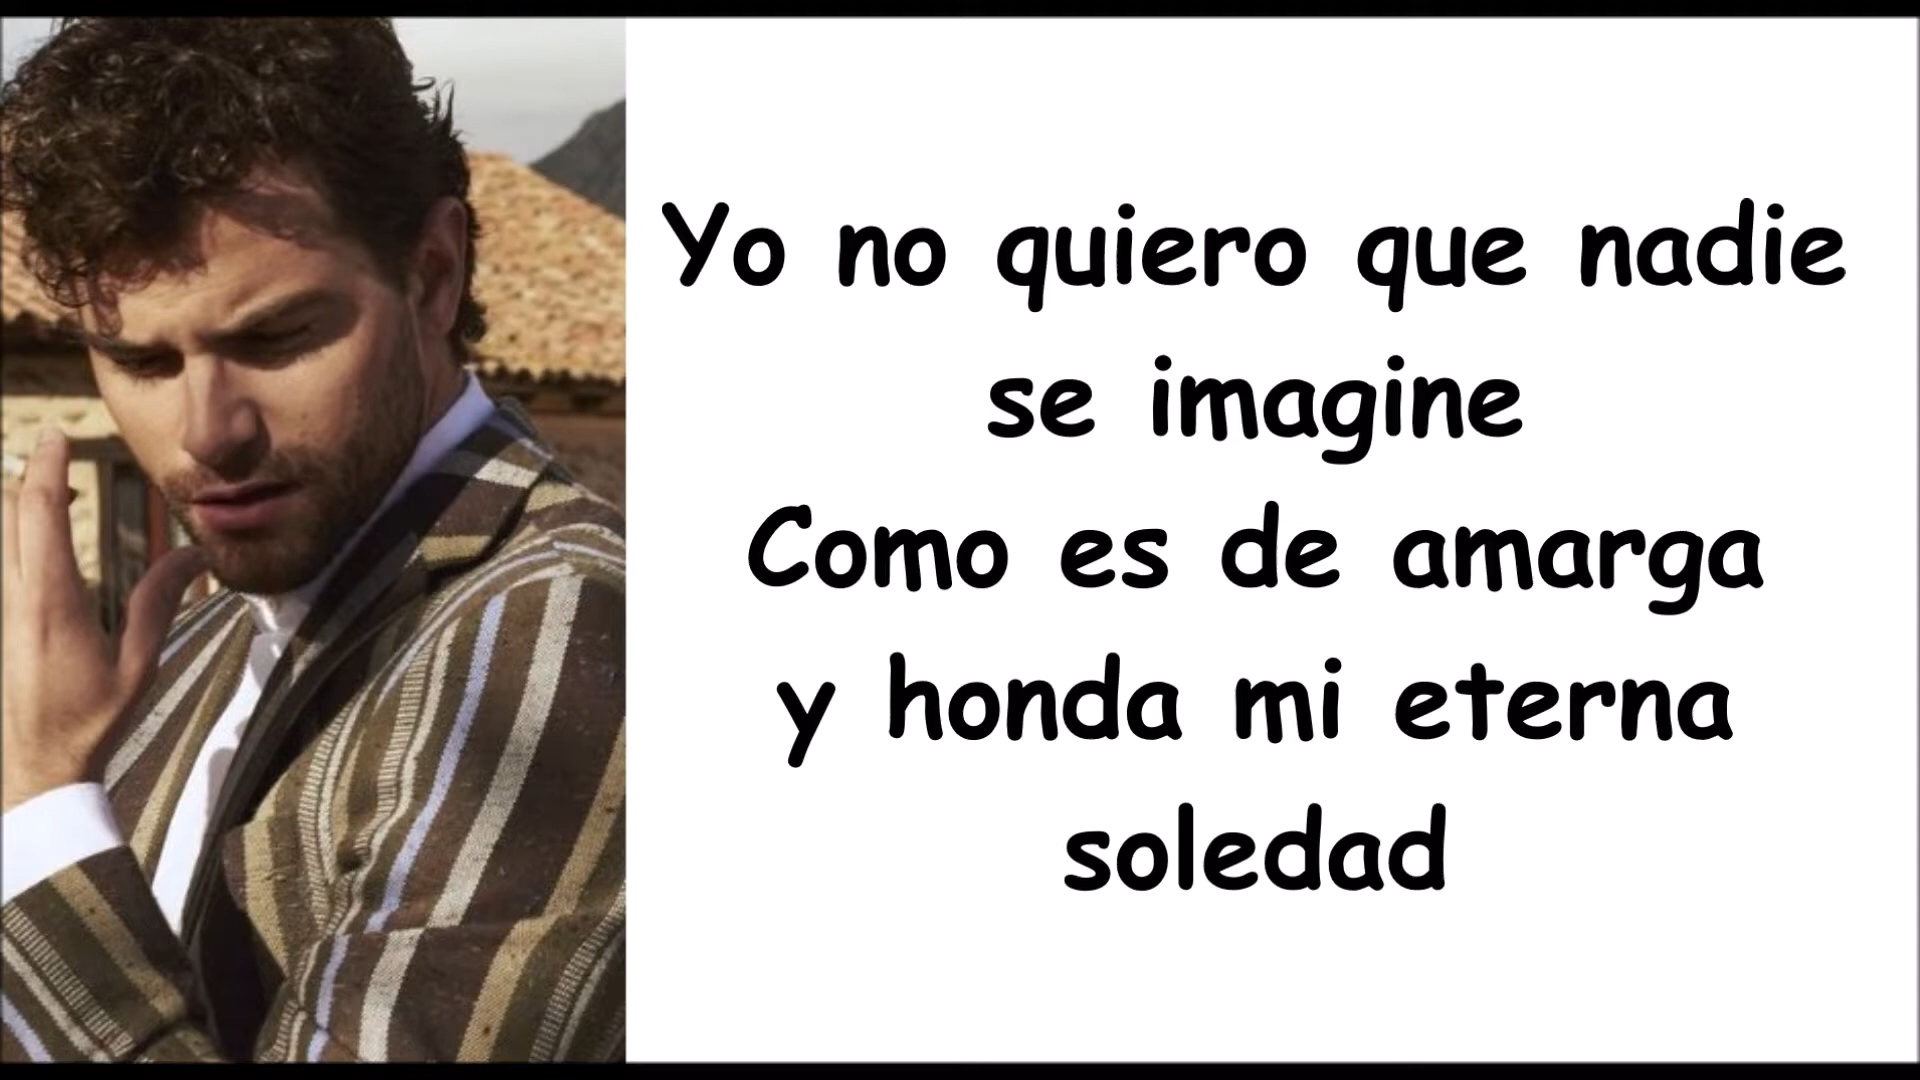 Yo no quiero que nadie
se imagine
Como es de amarga
y honda mi eterna
soledad